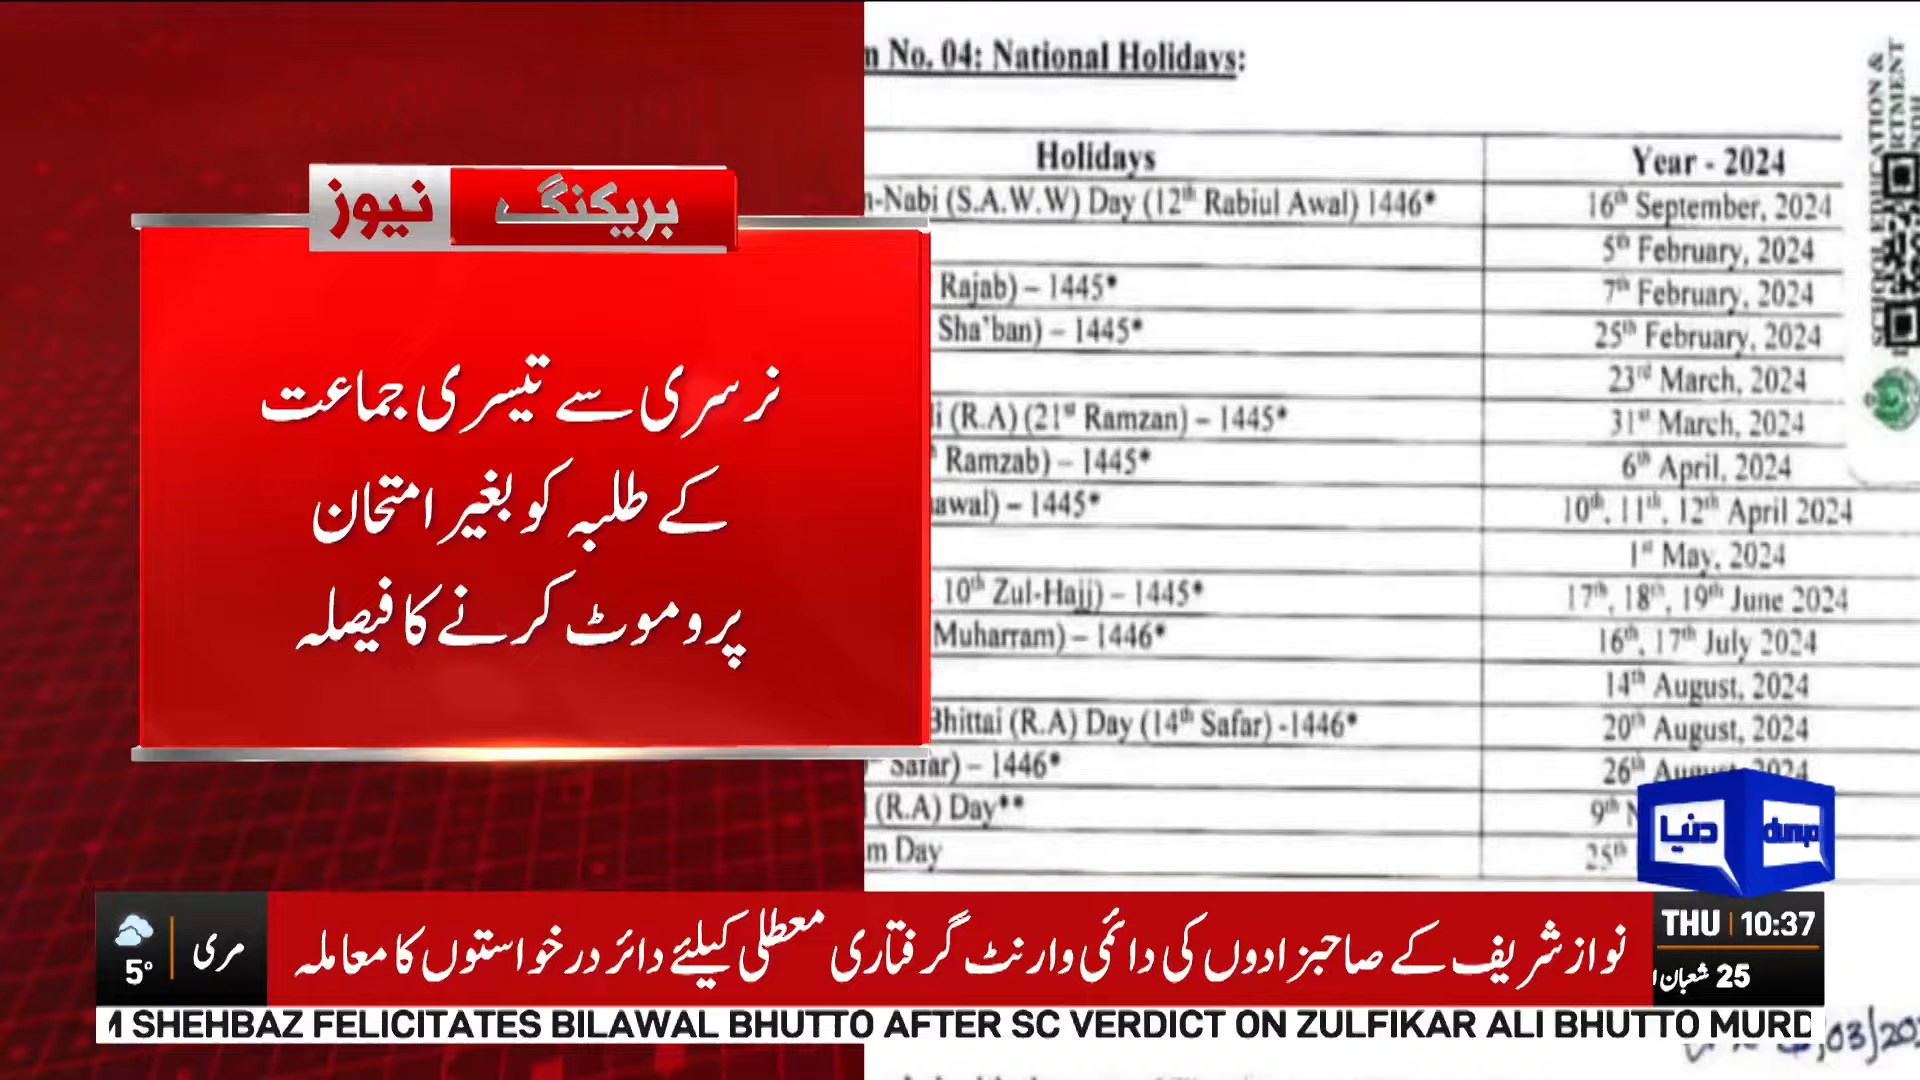 بریکنگ نیوز
نرسری سے تیسری جماعت
کے طلبہ کو بغیر امتحان
پروموٹ کرنے کا فیصلہ
No. 04: National Holidays:
Holidays Year - 2024
-Nabi (S.A.W.W) Day (12th Rabiul Awal) 1446* 16th September, 2024
5th February, 2024
Rajab) – 1445* 7th February, 2024
Sha'ban) – 1445* 25th February, 2024
23rd March, 2024
(R.A) (21st Ramzan) – 1445* 31st March, 2024
Ramzab) – 1445* 6th April, 2024
awal) – 1445* 10th, 11th, 12th April 2024
1st May, 2024
10th Zul-Hajj) – 1445* 17th, 18th, 19th June 2024
Muharram) – 1446* 16th, 17th July 2024
14th August, 2024
Bhittai (R.A) Day (14th Safar) -1446* 20th August, 2024
Safar) – 1446* 26th August, 2024
(R.A) Day** 9th
Day 25th
SCHOOL EDUCATION &
دنیا dunya
THU 10:37
25 شعبان
مری
5°
نواز شریف کے صاحبزادوں کی دائمی وارنٹ گرفتاری معطلی کیلئے دائر درخواستوں کا معاملہ
SHEHBAZ FELICITATES BILAWAL BHUTTO AFTER SC VERDICT ON ZULFIKAR ALI BHUTTO MURD